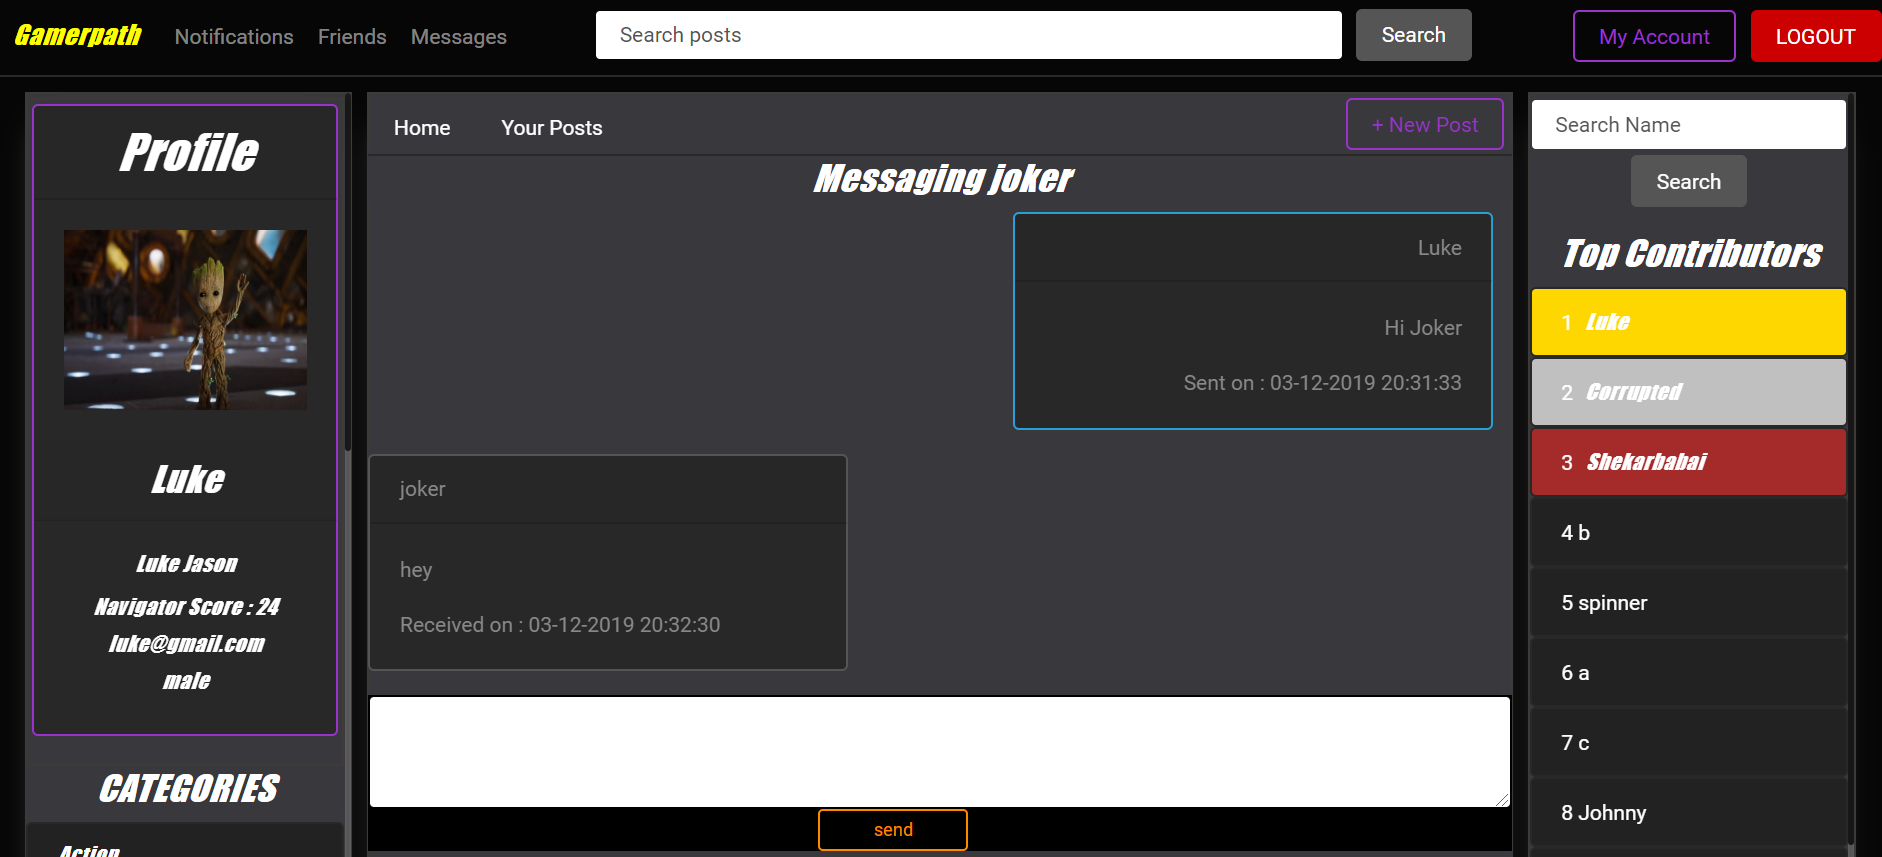 Gamerpath Notifications Friends Messages Search posts Search My Account LOGOUT
Profile
Luke
Luke Jason
Navigator Score : 24
luke@gmail.com
male
CATEGORIES
Action
Home Your Posts + New Post
Messaging joker
Luke
Hi Joker
Sent on : 03-12-2019 20:31:33
joker
hey
Received on : 03-12-2019 20:32:30
send
Search Name
Search
Top Contributors
1 Luke
2 Corrupted
3 Shekarbabai
4 b
5 spinner
6 a
7 c
8 Johnny